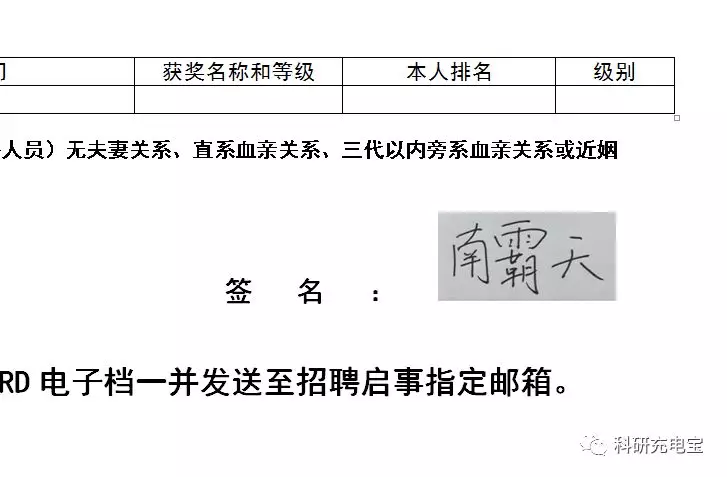 获奖名称和等级 本人排名 级别
人员）无夫妻关系、直系血亲关系、三代以内旁系血亲关系或近姻
签 名 ： 南霸天
RD 电子档一并发送至招聘启事指定邮箱。
科研充电宝